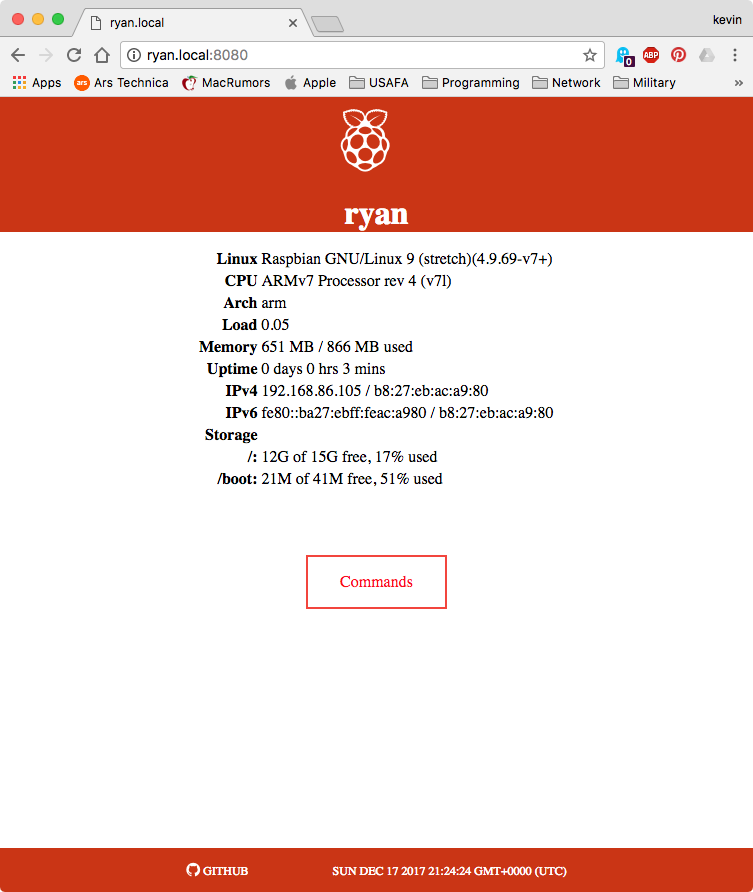 ryan.local
kevin
ryan.local:8080
0
ABP
Apps
ars
Ars Technica
MacRumors
Apple
USAFA
Programming
Network
Military
»
ryan
Linux Raspbian GNU/Linux 9 (stretch)(4.9.69-v7+)
CPU ARMv7 Processor rev 4 (v7l)
Arch arm
Load 0.05
Memory 651 MB / 866 MB used
Uptime 0 days 0 hrs 3 mins
IPv4 192.168.86.105 / b8:27:eb:ac:a9:80
IPv6 fe80::ba27:ebff:feac:a980 / b8:27:eb:ac:a9:80
Storage
/: 12G of 15G free, 17% used
/boot: 21M of 41M free, 51% used
Commands
GITHUB
SUN DEC 17 2017 21:24:24 GMT+0000 (UTC)